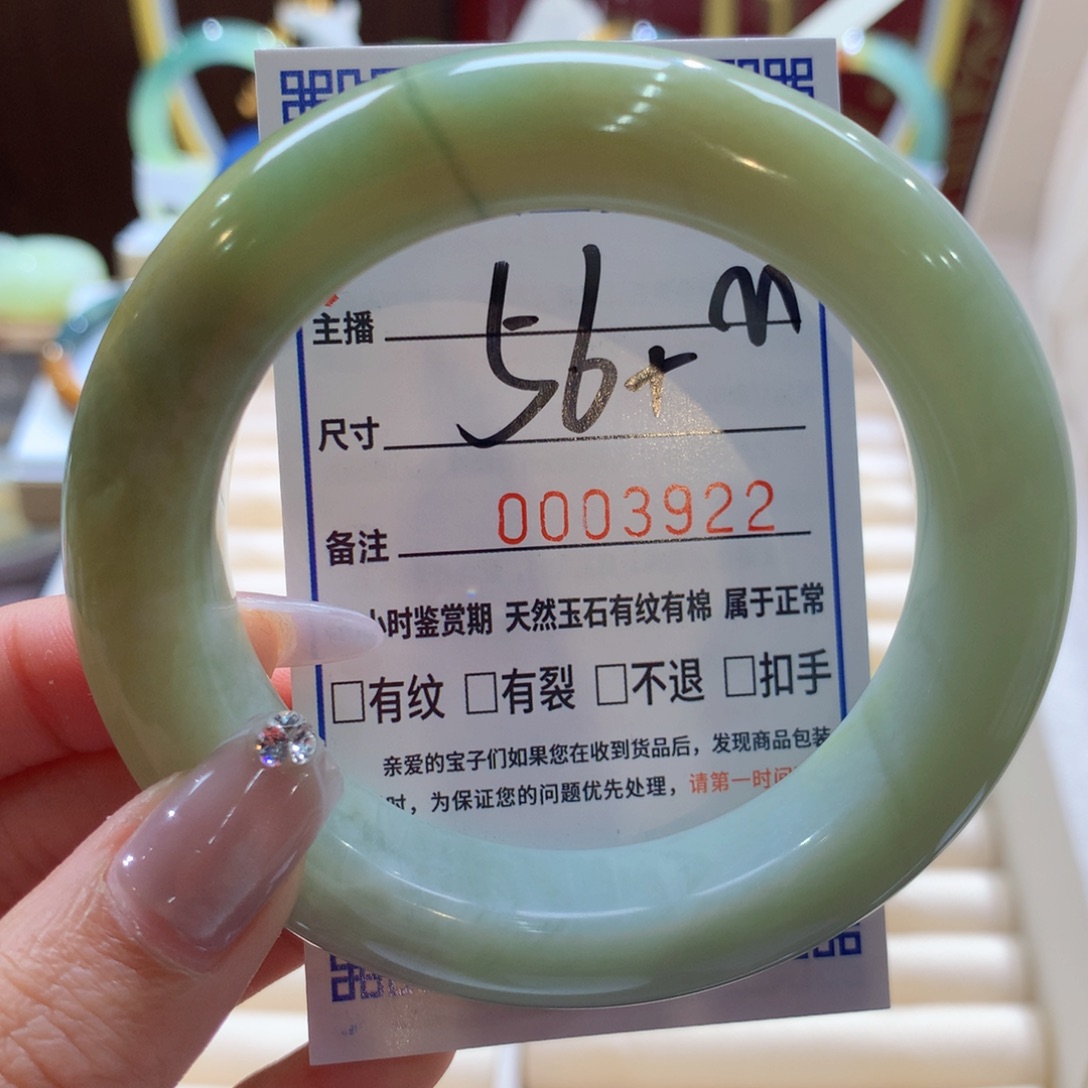 主播
m
尺寸 56+
备注 0003922
小时鉴赏期 天然玉石有纹有棉 属于正常
□有纹 □有裂 □不退 □扣手
亲爱的宝子们如果您在收到货品后，发现商品包装
时，为保证您的问题优先处理，请第一时间